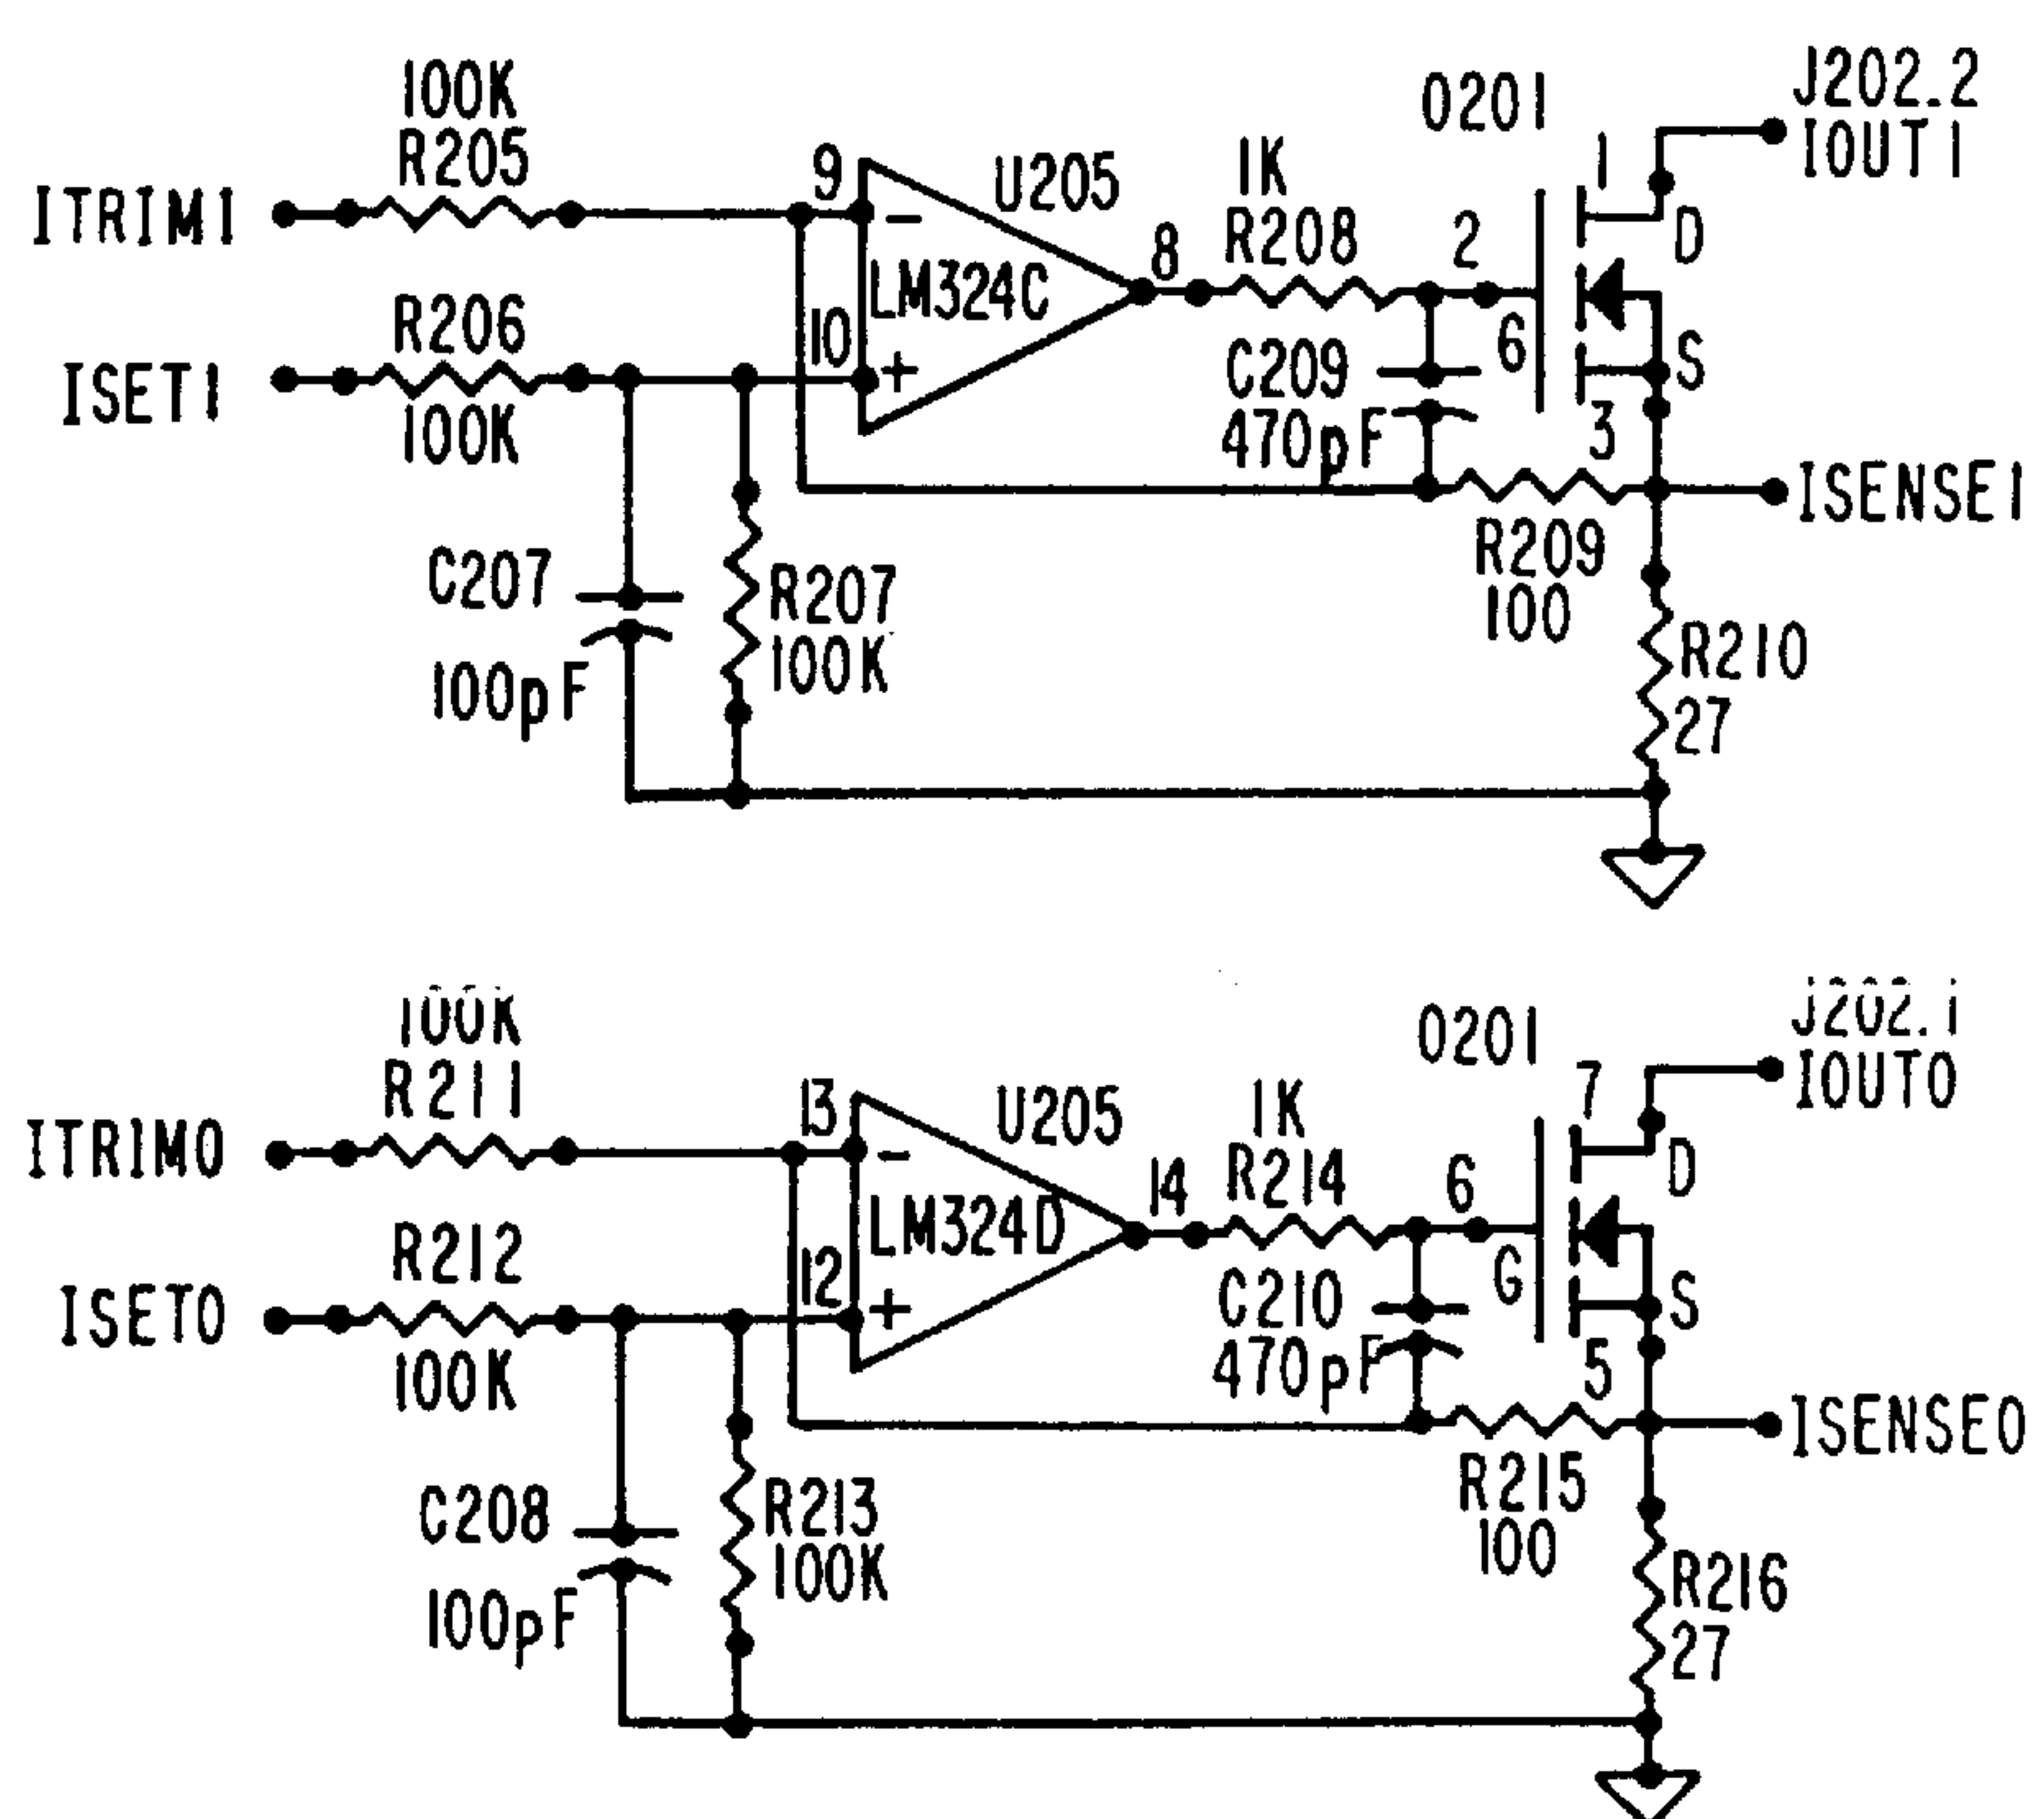 100K
R205
ITRIM1
R206
ISET1
100K
9
U205
LM324C
10
-
+
8
1K
R208
2
0201
1
J202.2
IOUT1
D
6
S
3
C209
470pF
ISENSE1
R209
100
C207
100pF
R207
100K
R210
27
100K
R211
ITRIM0
R212
ISET0
100K
13
U205
LM324D
12
-
+
14
1K
R214
6
0201
7
J202.1
IOUT0
D
G
S
5
C210
470pF
ISENSE0
R215
100
C208
100pF
R213
100K
R216
27